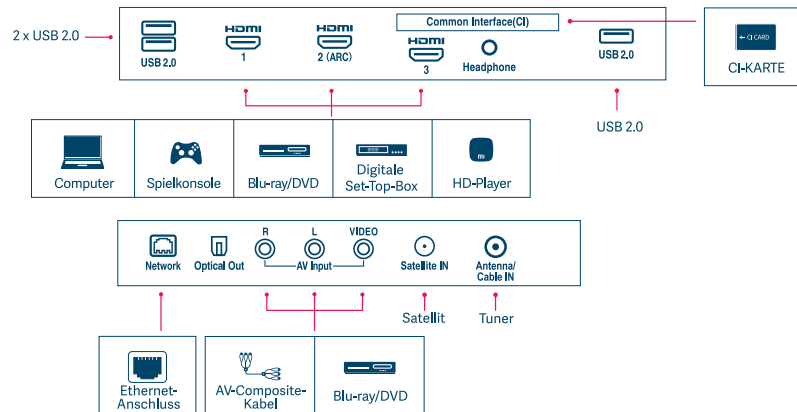 2 x USB 2.0
USB 2.0
HDMI
1
HDMI
2 (ARC)
Common Interface(CI)
HDMI
3
Headphone
USB 2.0
← CI CARD
CI-KARTE
USB 2.0
Computer
Spielkonsole
Blu-ray/DVD
Digitale
Set-Top-Box
mi
HD-Player
Network
Optical Out
R
L
VIDEO
AV Input
Satellite IN
Antenna/
Cable IN
Satellit
Tuner
Ethernet-
Anschluss
AV-Composite-
Kabel
Blu-ray/DVD